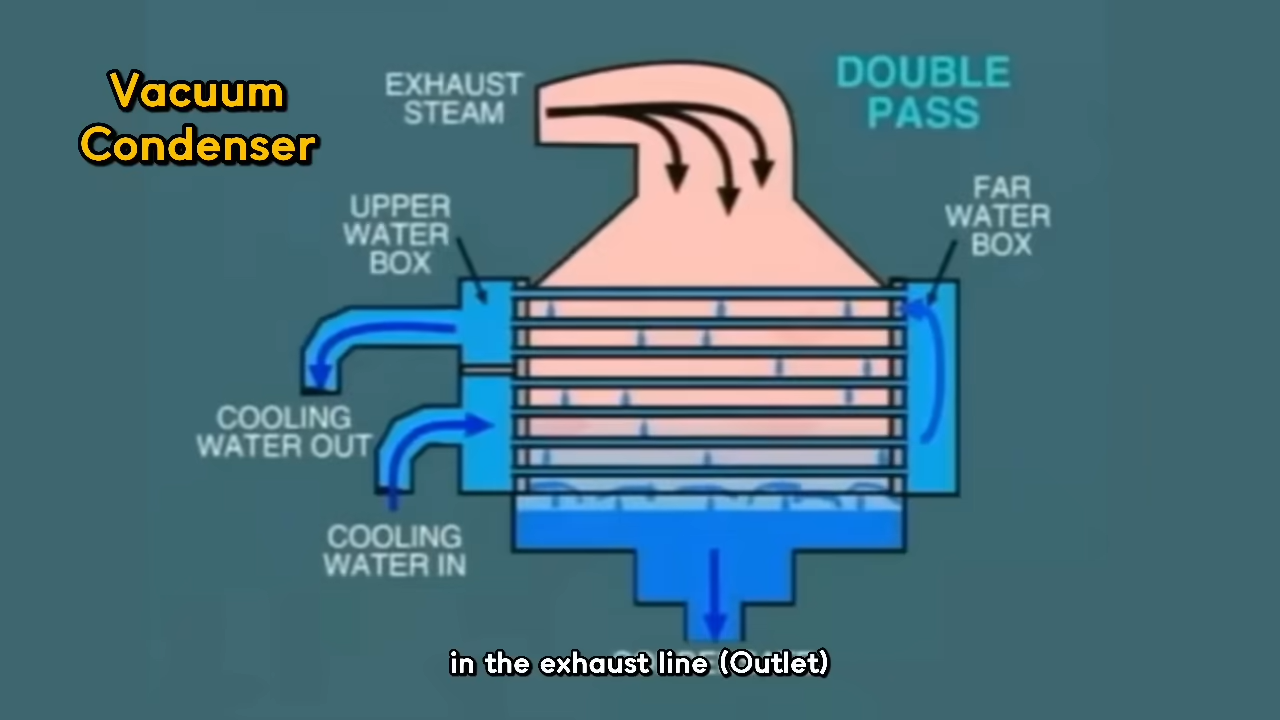 Vacuum
Condenser
EXHAUST
STEAM
DOUBLE
PASS
UPPER
WATER
BOX
FAR
WATER
BOX
COOLING
WATER OUT
COOLING
WATER IN
in the exhaust line (Outlet)